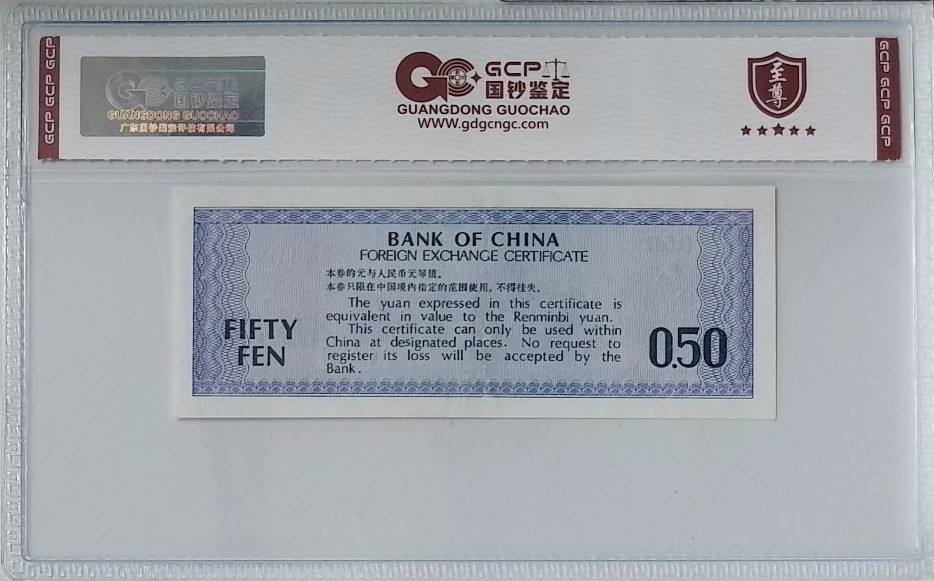 GCP GCP GCP
GCP
国钞鉴定
GUANGDONG GUOCHAO
广东国钞鉴定评估有限公司
GCP
国钞鉴定
GUANGDONG GUOCHAO
WWW.gdgcngc.com
至尊
GCP GCP GCP
BANK OF CHINA
FOREIGN EXCHANGE CERTIFICATE
本券的元与人民币元等值。
本券只限在中国境内指定的范围使用,不得挂失。
The yuan expressed in this certificate is
equivalent in value to the Renminbi yuan.
This certificate can only be used within
China at designated places. No request to
register its loss will be accepted by the
Bank.
FIFTY
FEN
0.50